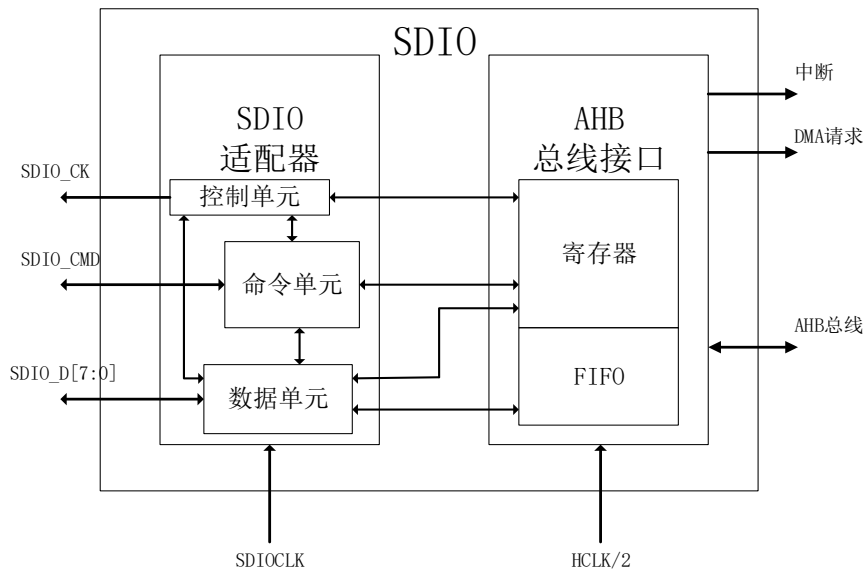 SDIO
SDIO
适配器
AHB
总线接口
中断
DMA请求
SDIO_CK
控制单元
SDIO_CMD
命令单元
寄存器
AHB总线
SDIO_D[7:0]
数据单元
FIFO
SDIOCLK
HCLK/2